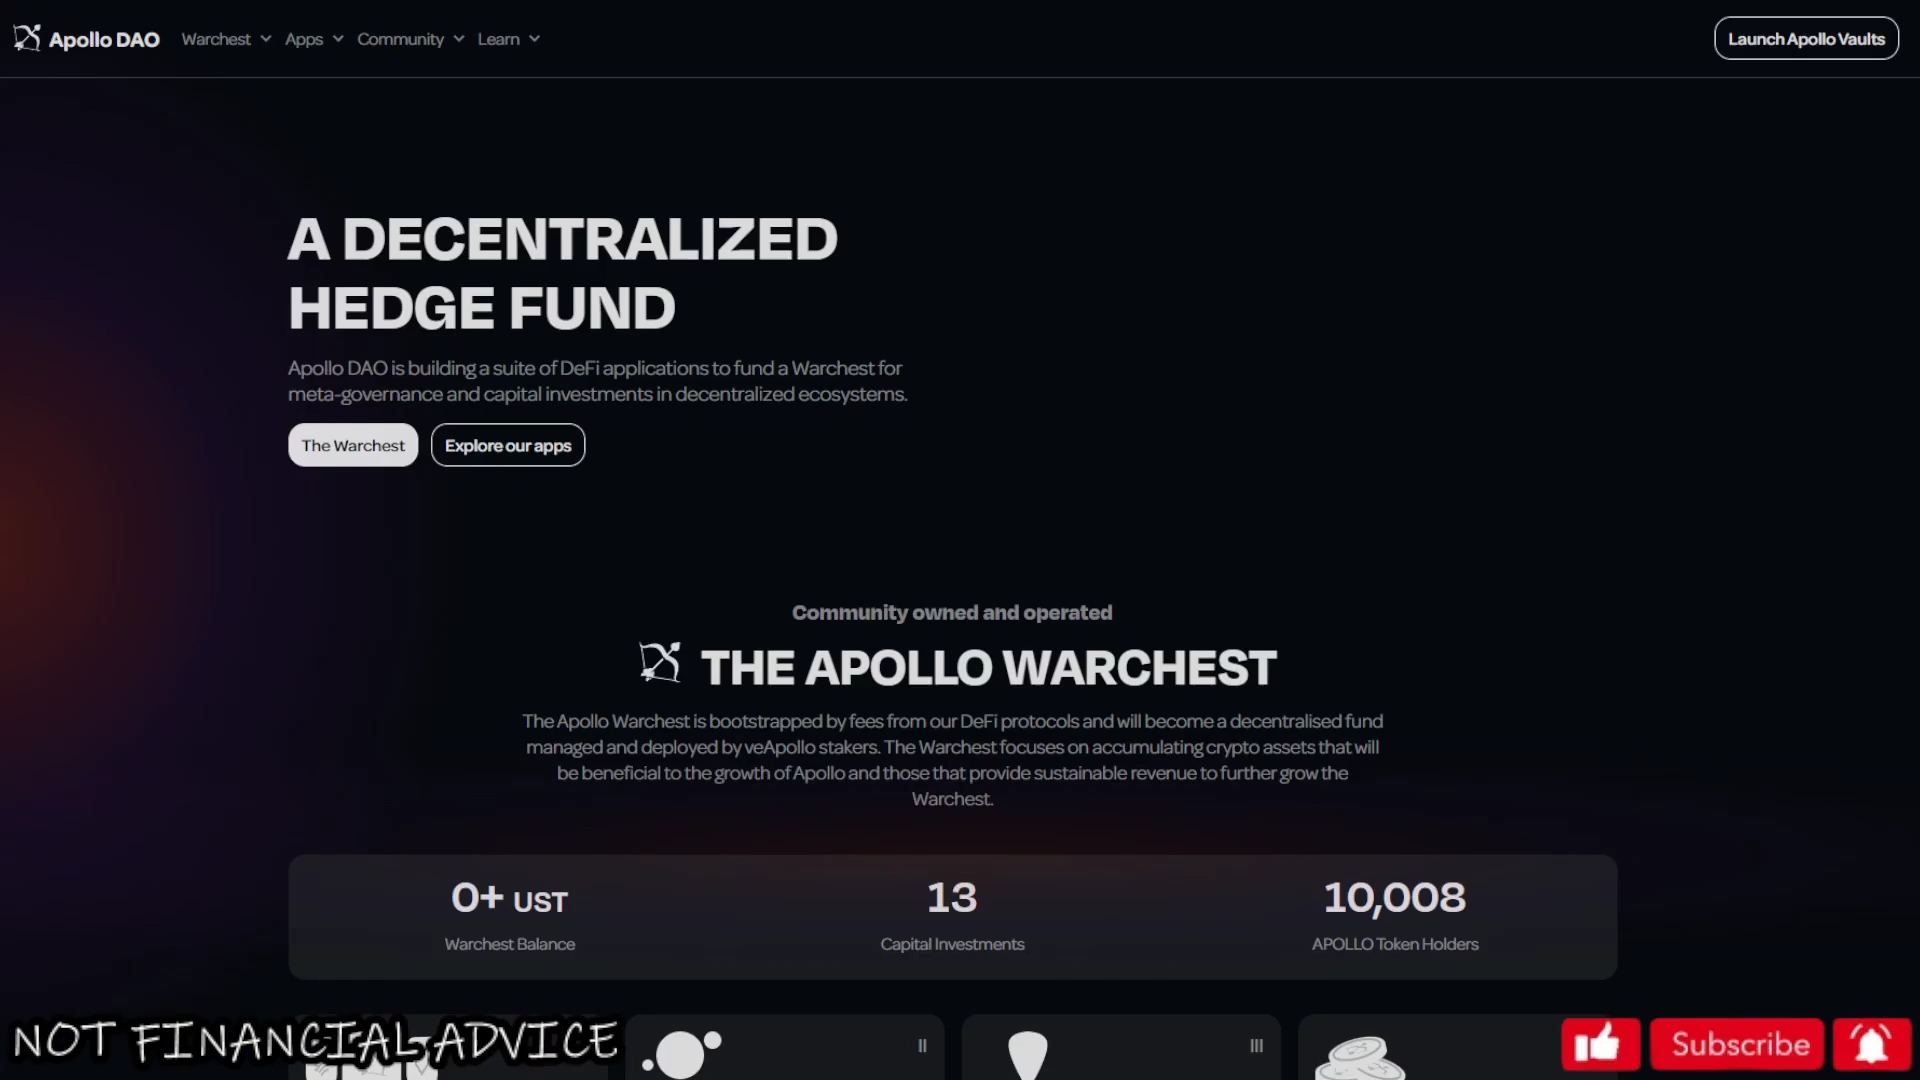 Apollo DAO Warchest Apps Community Learn Launch Apollo Vaults
A DECENTRALIZED
HEDGE FUND
Apollo DAO is building a suite of DeFi applications to fund a Warchest for
meta-governance and capital investments in decentralized ecosystems.
The Warchest Explore our apps
Community owned and operated
THE APOLLO WARCHEST
The Apollo Warchest is bootstrapped by fees from our DeFi protocols and will become a decentralised fund
managed and deployed by veApollo stakers. The Warchest focuses on accumulating crypto assets that will
be beneficial to the growth of Apollo and those that provide sustainable revenue to further grow the
Warchest.
0+ UST 13 10,008
Warchest Balance Capital Investments APOLLO Token Holders
II III
NOT FINANCIAL ADVICE Subscribe